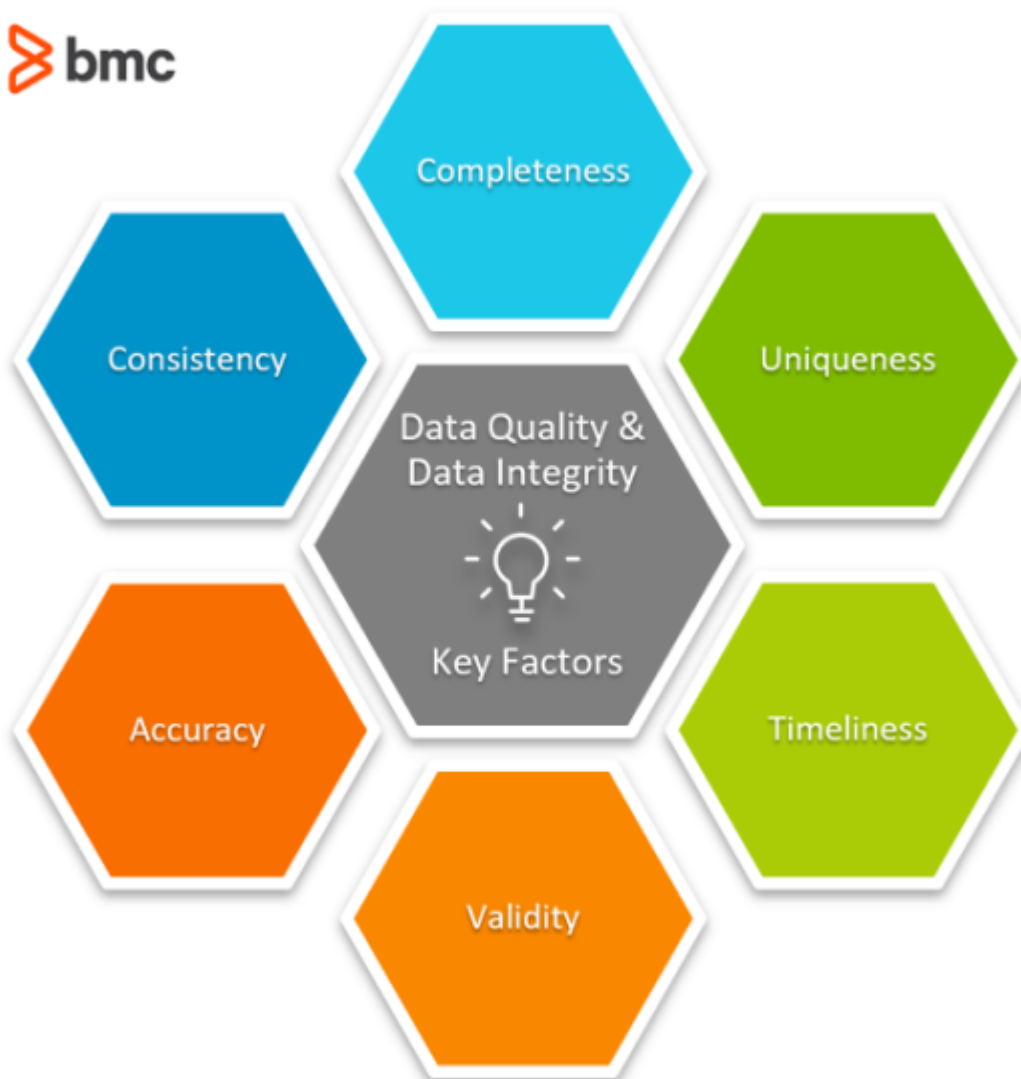 bmc
Completeness
Consistency
Uniqueness
Data Quality &
Data Integrity
Key Factors
Accuracy
Timeliness
Validity